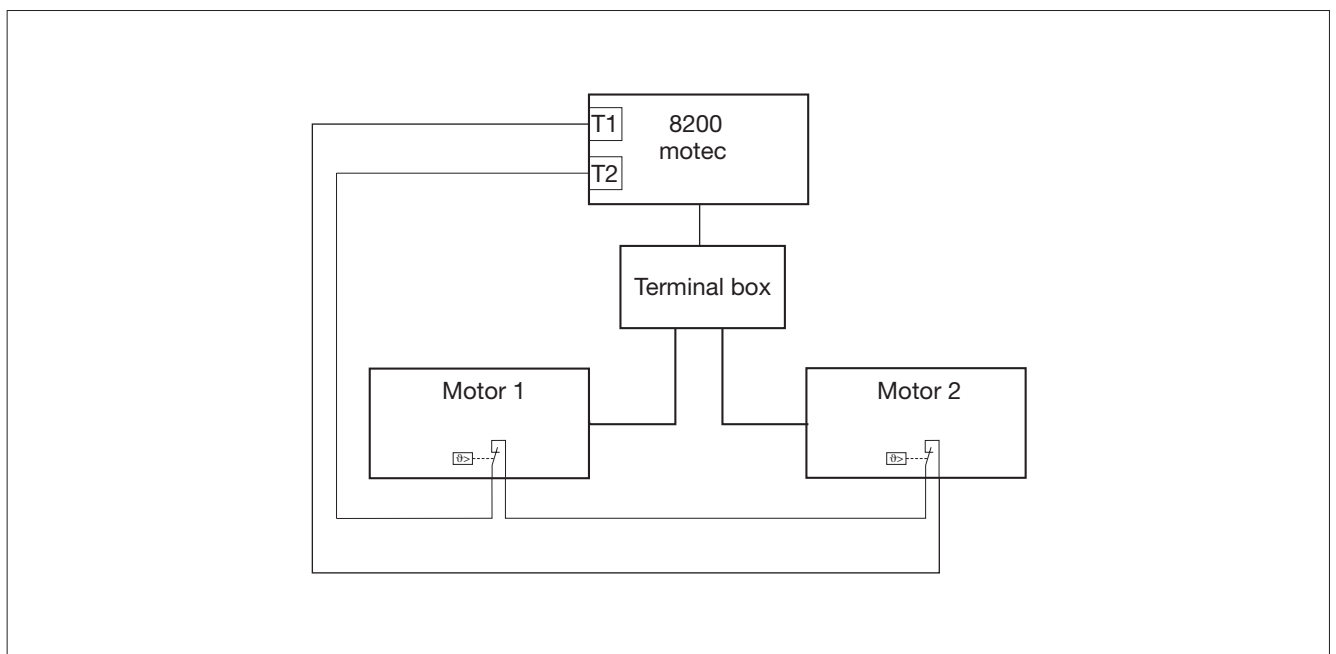 T1
8200
motec
T2
Terminal box
Motor 1
Motor 2
ϑ>
ϑ>